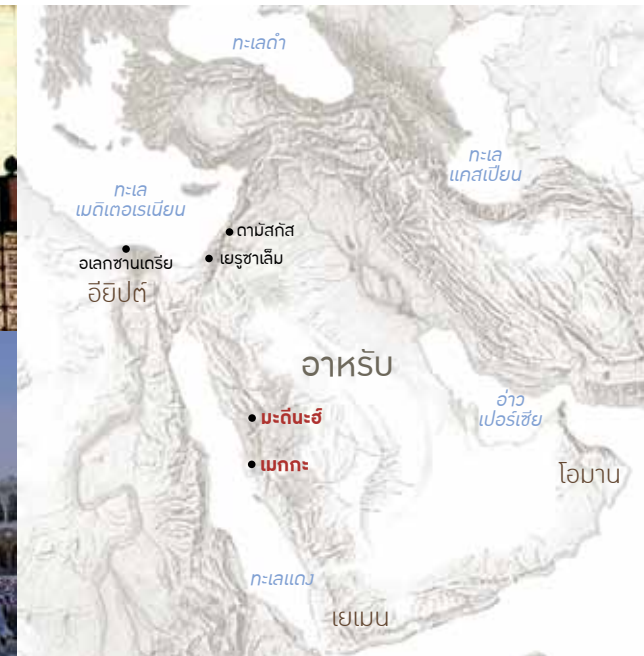 ทะเลดำ
ทะเล
แคสเปียน
ทะเล
เมดิเตอเรเนียน
ดามัสกัส
อเลกซานเดรีย
เยรูซาเล็ม
อียิปต์
อาหรับ
อ่าว
เปอร์เซีย
มะดีนะฮ์
เมกกะ
โอมาน
ทะเลแดง
เยเมน